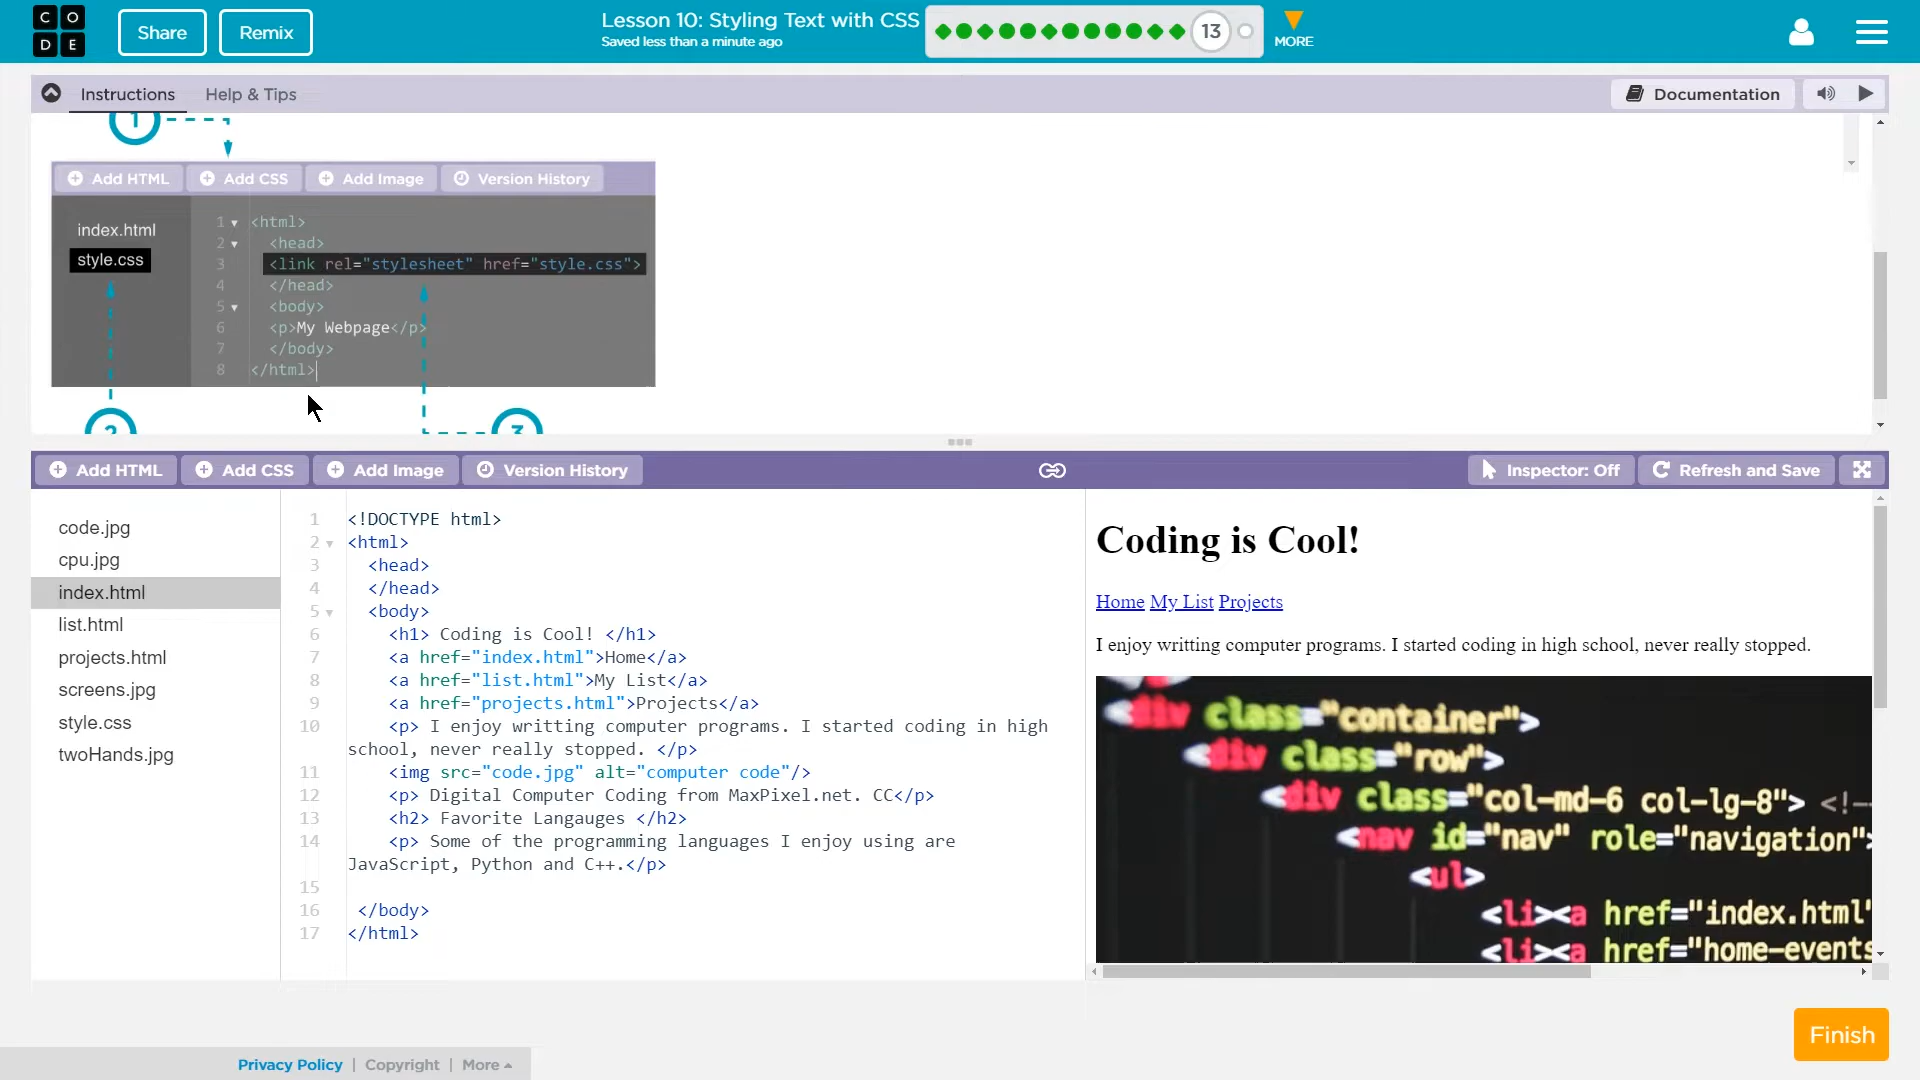 CODE
Share
Remix
Lesson 10: Styling Text with CSS
Saved less than a minute ago
13
MORE
Instructions
Help & Tips
Documentation
1
Add HTML
Add CSS
Add Image
Version History
index.html
style.css
1 <html>
2 <head>
3 <link rel="stylesheet" href="style.css">
4 </head>
5 <body>
6 <p>My Webpage</p>
7 </body>
8 </html>
2
3
Add HTML
Add CSS
Add Image
Version History
Inspector: Off
Refresh and Save
code.jpg
cpu.jpg
index.html
list.html
projects.html
screens.jpg
style.css
twoHands.jpg
1 <!DOCTYPE html>
2 <html>
3 <head>
4 </head>
5 <body>
6 <h1> Coding is Cool! </h1>
7 <a href="index.html">Home</a>
8 <a href="list.html">My List</a>
9 <a href="projects.html">Projects</a>
10 <p> I enjoy writting computer programs. I started coding in high
school, never really stopped. </p>
11 <img src="code.jpg" alt="computer code"/>
12 <p> Digital Computer Coding from MaxPixel.net. CC</p>
13 <h2> Favorite Langauges </h2>
14 <p> Some of the programming languages I enjoy using are
JavaScript, Python and C++.</p>
15
16 </body>
17 </html>
Coding is Cool!
Home My List Projects
I enjoy writting computer programs. I started coding in high school, never really stopped.
<div class="container">
<div class="row">
<div class="col-md-6 col-lg-8"> <!--
<nav id="nav" role="navigation">
<ul>
<li><a href="index.html"
<li><a href="home-events
Finish
Privacy Policy | Copyright | More